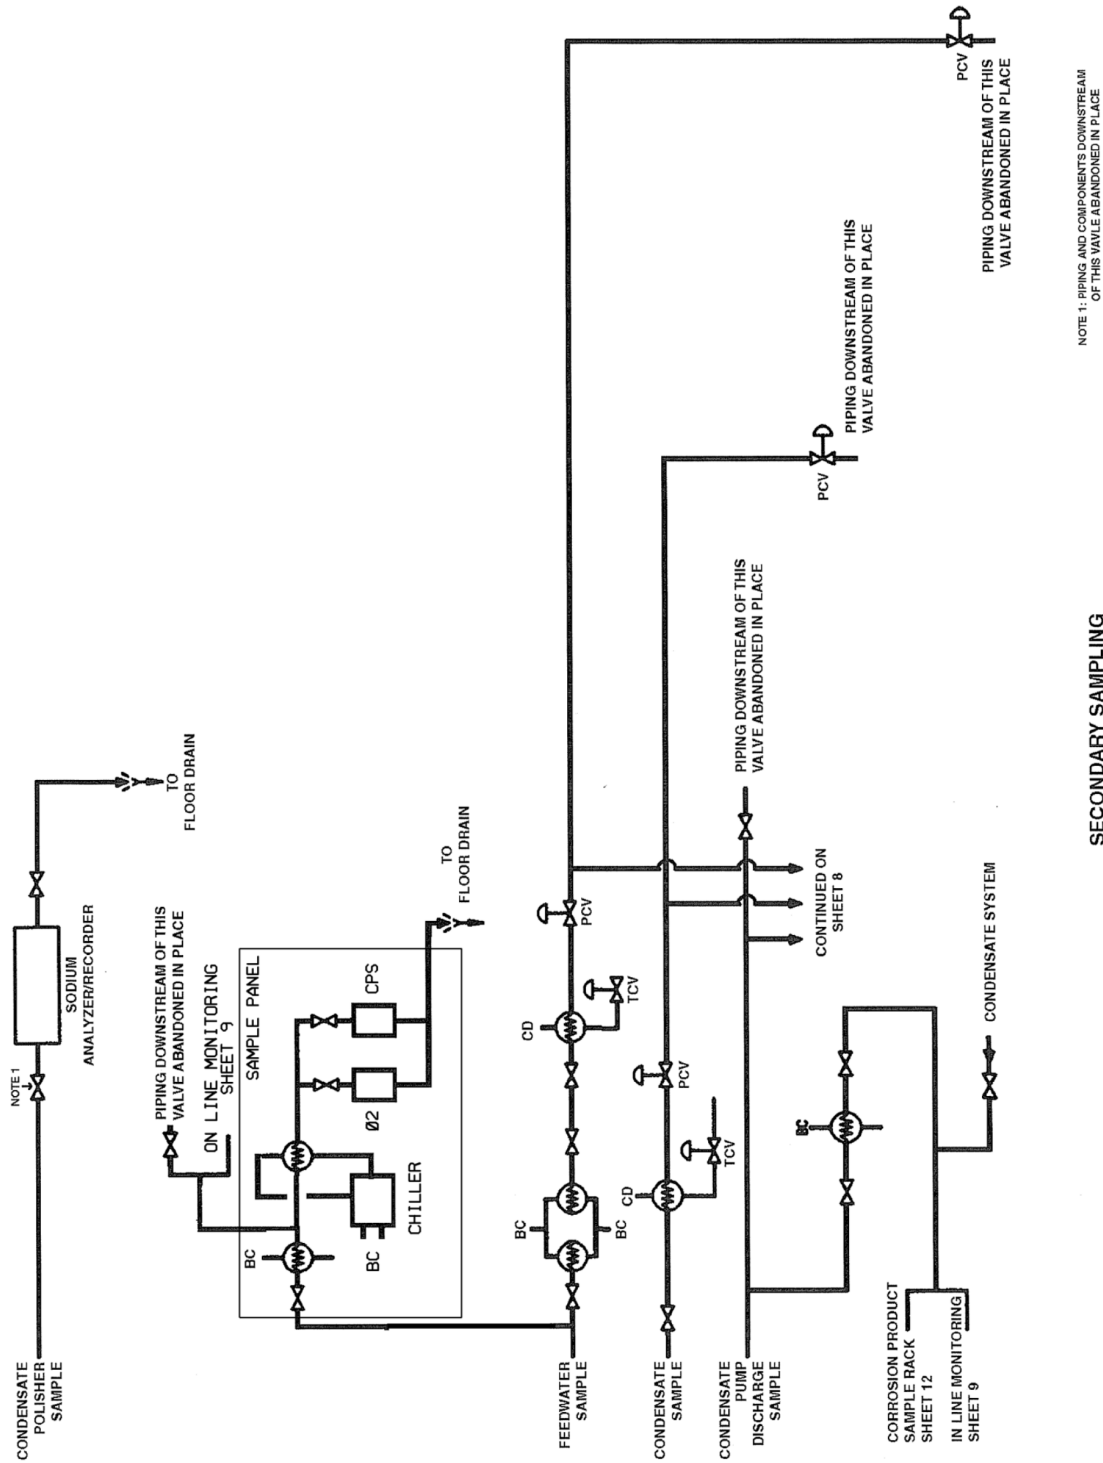 CONDENSATE
POLISHER
SAMPLE
NOTE 1
SODIUM
ANALYZER/RECORDER
TO
FLOOR DRAIN
PIPING DOWNSTREAM OF THIS
VALVE ABANDONED IN PLACE
ON LINE MONITORING
SHEET 9
SAMPLE PANEL
BC
BC
CHILLER
Ø2
CPS
TO
FLOOR DRAIN
FEEDWATER
SAMPLE
BC
BC
CD
TCV
PCV
PCV
PIPING DOWNSTREAM OF THIS
VALVE ABANDONED IN PLACE
CONDENSATE
SAMPLE
CD
TCV
PCV
PCV
PIPING DOWNSTREAM OF THIS
VALVE ABANDONED IN PLACE
CONDENSATE
PUMP
DISCHARGE
SAMPLE
PIPING DOWNSTREAM OF THIS
VALVE ABANDONED IN PLACE
CONTINUED ON
SHEET 8
BC
CORROSION PRODUCT
SAMPLE RACK
SHEET 12
IN LINE MONITORING
SHEET 9
CONDENSATE SYSTEM
NOTE 1: PIPING AND COMPONENTS DOWNSTREAM
OF THIS VAVLE ABANDONED IN PLACE
SECONDARY SAMPLING